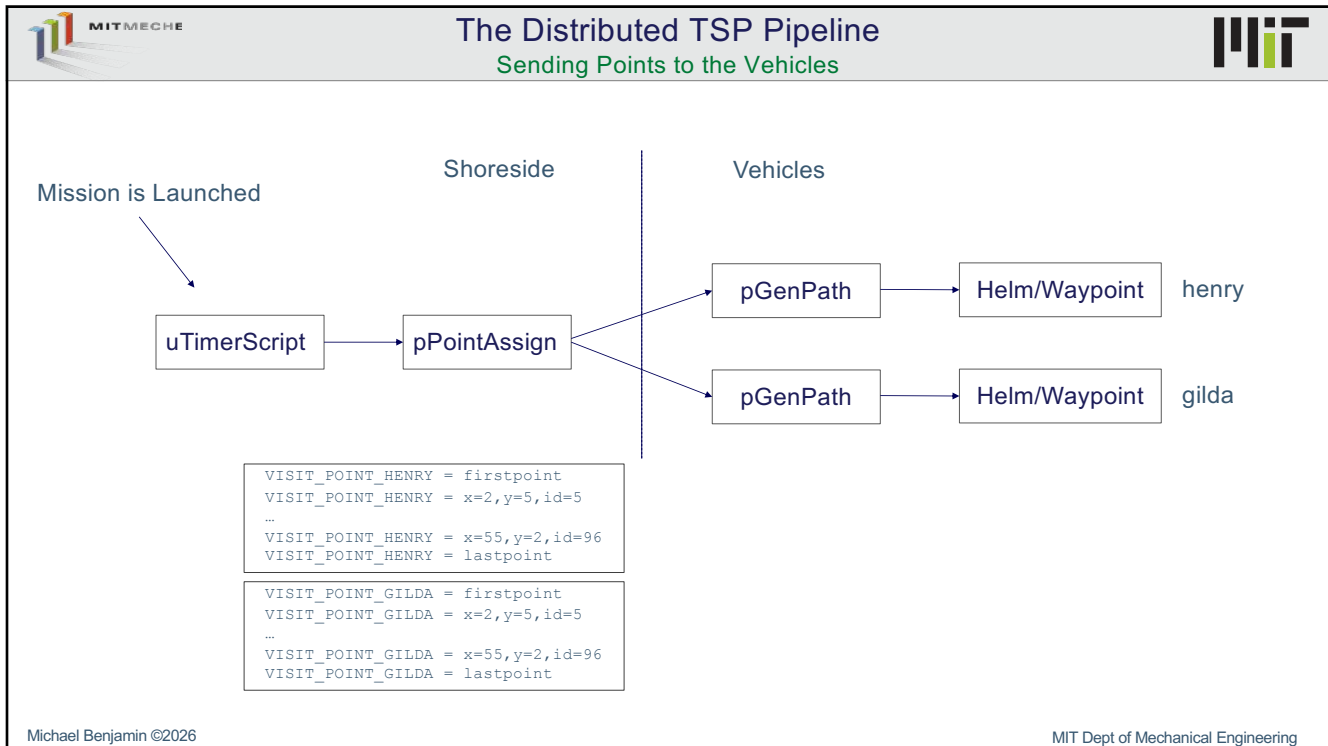 MITMECHE
The Distributed TSP Pipeline
Sending Points to the Vehicles
MIT
Shoreside
Vehicles
Mission is Launched
uTimerScript
pPointAssign
pGenPath
Helm/Waypoint
henry
pGenPath
Helm/Waypoint
gilda
VISIT_POINT_HENRY = firstpoint
VISIT_POINT_HENRY = x=2,y=5,id=5
…
VISIT_POINT_HENRY = x=55,y=2,id=96
VISIT_POINT_HENRY = lastpoint
VISIT_POINT_GILDA = firstpoint
VISIT_POINT_GILDA = x=2,y=5,id=5
…
VISIT_POINT_GILDA = x=55,y=2,id=96
VISIT_POINT_GILDA = lastpoint
Michael Benjamin ©2026
MIT Dept of Mechanical Engineering